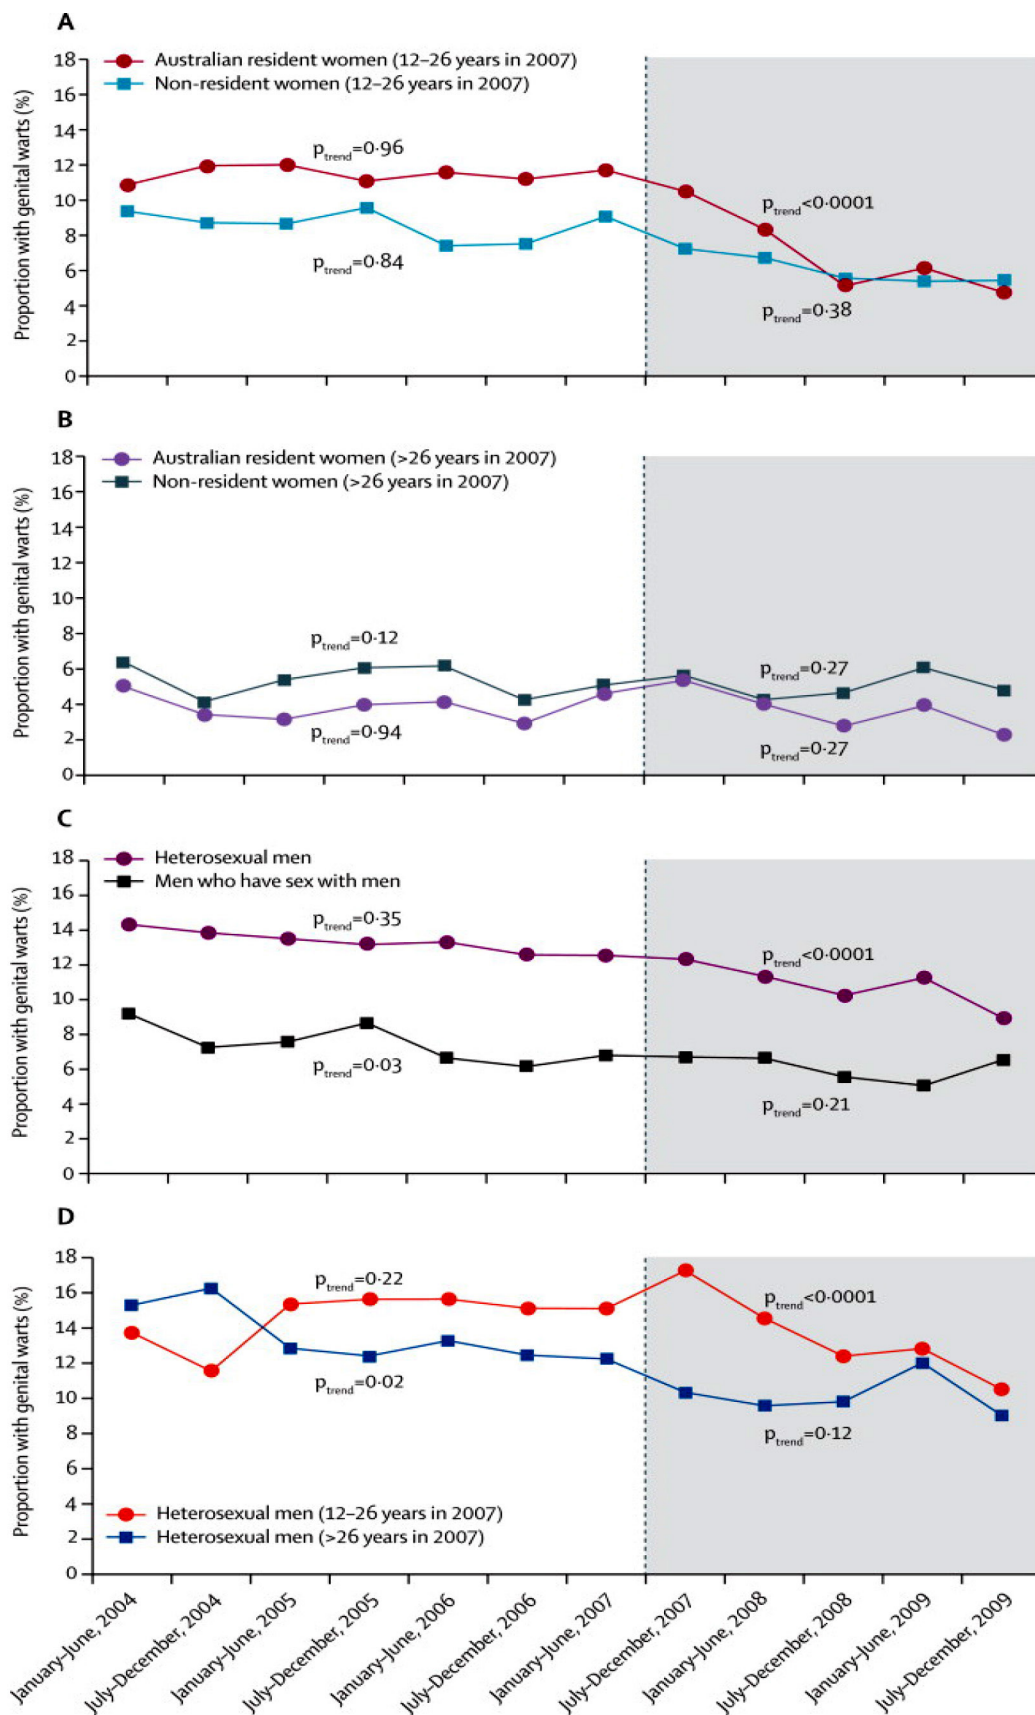 A
18
16
14
12
10
8
6
4
2
0
Proportion with genital warts (%)
Australian resident women (12–26 years in 2007)
Non-resident women (12–26 years in 2007)
ptrend=0·96
ptrend=0·84
ptrend<0·0001
ptrend=0·38
B
18
16
14
12
10
8
6
4
2
0
Proportion with genital warts (%)
Australian resident women (>26 years in 2007)
Non-resident women (>26 years in 2007)
ptrend=0·12
ptrend=0·94
ptrend=0·27
ptrend=0·27
C
18
16
14
12
10
8
6
4
2
0
Proportion with genital warts (%)
Heterosexual men
Men who have sex with men
ptrend=0·35
ptrend=0·03
ptrend<0·0001
ptrend=0·21
D
18
16
14
12
10
8
6
4
2
0
Proportion with genital warts (%)
ptrend=0·22
ptrend=0·02
ptrend<0·0001
ptrend=0·12
Heterosexual men (12–26 years in 2007)
Heterosexual men (>26 years in 2007)
January–June, 2004
July–December, 2004
January–June, 2005
July–December, 2005
January–June, 2006
July–December, 2006
January–June, 2007
July–December, 2007
January–June, 2008
July–December, 2008
January–June, 2009
July–December, 2009